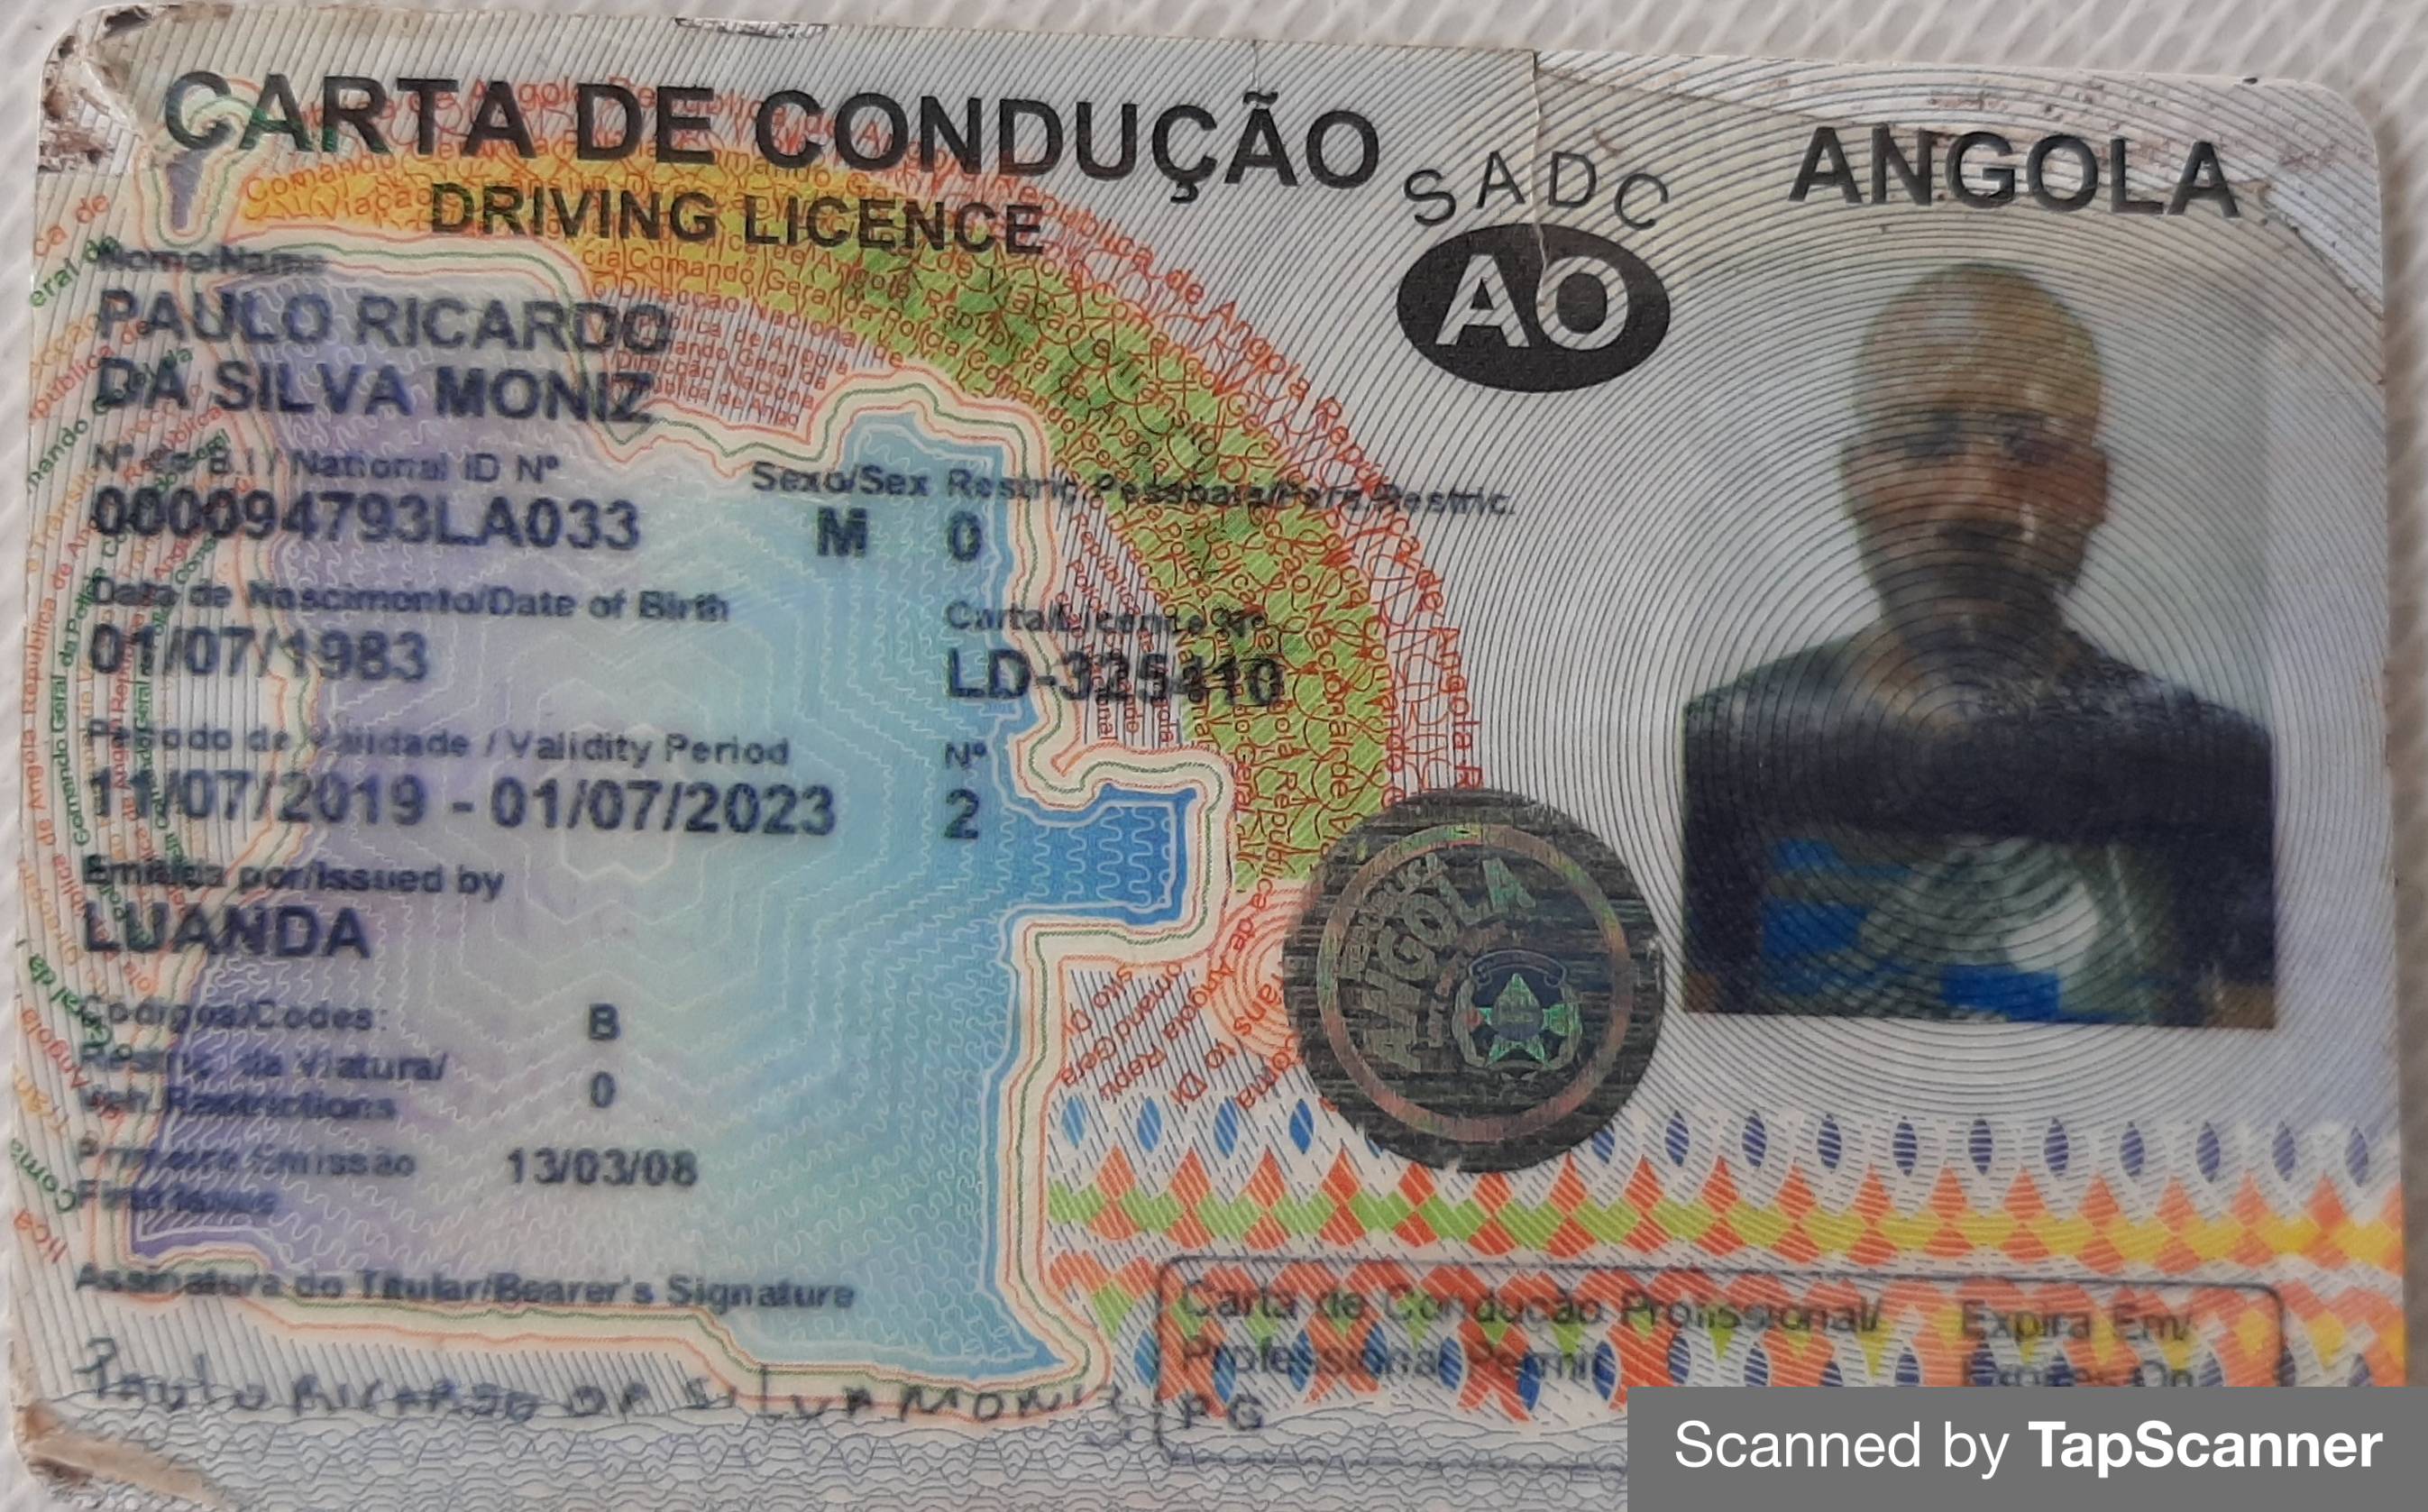 CARTA DE CONDUÇÃO
DRIVING LICENCE
SADC
AO
ANGOLA
Nome/Name
PAULO RICARDO
DA SILVA MONIZ
Nº de B.I / National ID Nº
000094793LA033
Sexo/Sex
M
Restric. Pessoais/Pers. Restric.
0
Data de Nascimento/Date of Birth
01/07/1983
Carta/Licence Nº
LD-325410
Período de Validade / Validity Period
11/07/2019 - 01/07/2023
Nº
2
Emitida por/Issued by
LUANDA
Codigos/Codes: B
Restric. da Viatura/
Veh. Restrictions 0
Primeira Emissão 13/03/08
First Issue
Assinatura do Titular/Bearer's Signature
PAULO RICARDO DA SILVA MONIZ
ANGOLA
Carta de Condução Profissional/
Professional Permit
PG
Expira Em/
Expires On
Scanned by TapScanner